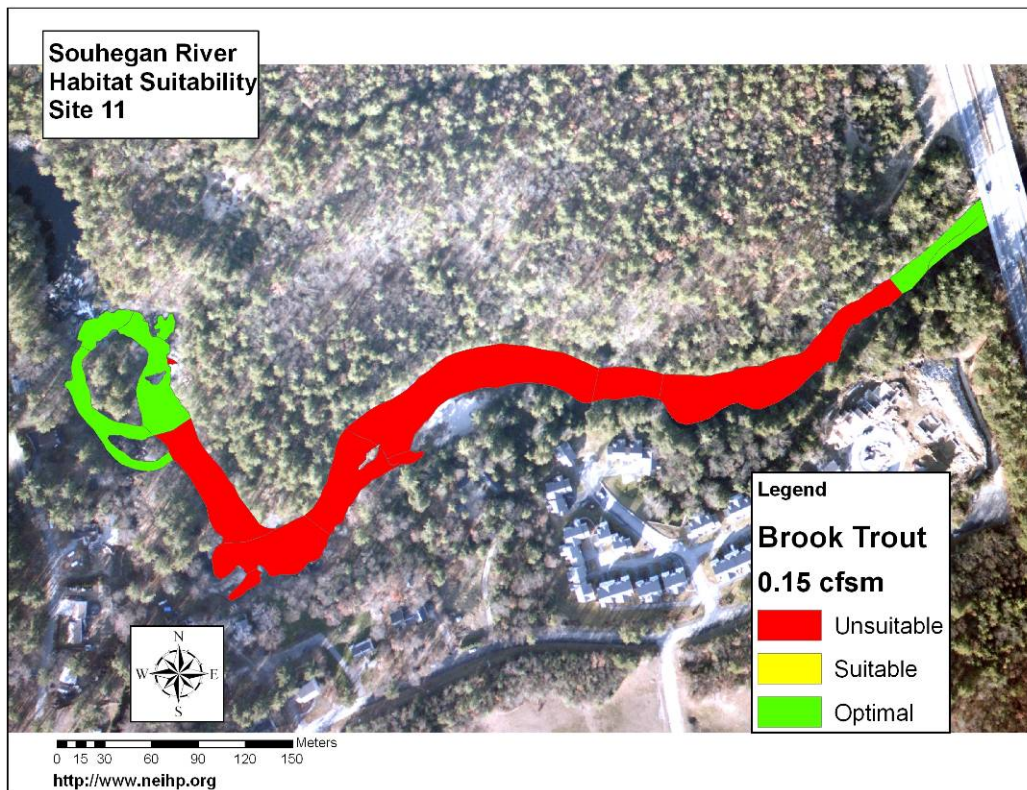 Souhegan River
Habitat Suitability
Site 11
Legend
Brook Trout
0.15 cfsm
Unsuitable
Suitable
Optimal
N
W E
S
Meters
0 15 30 60 90 120 150
http://www.neihp.org